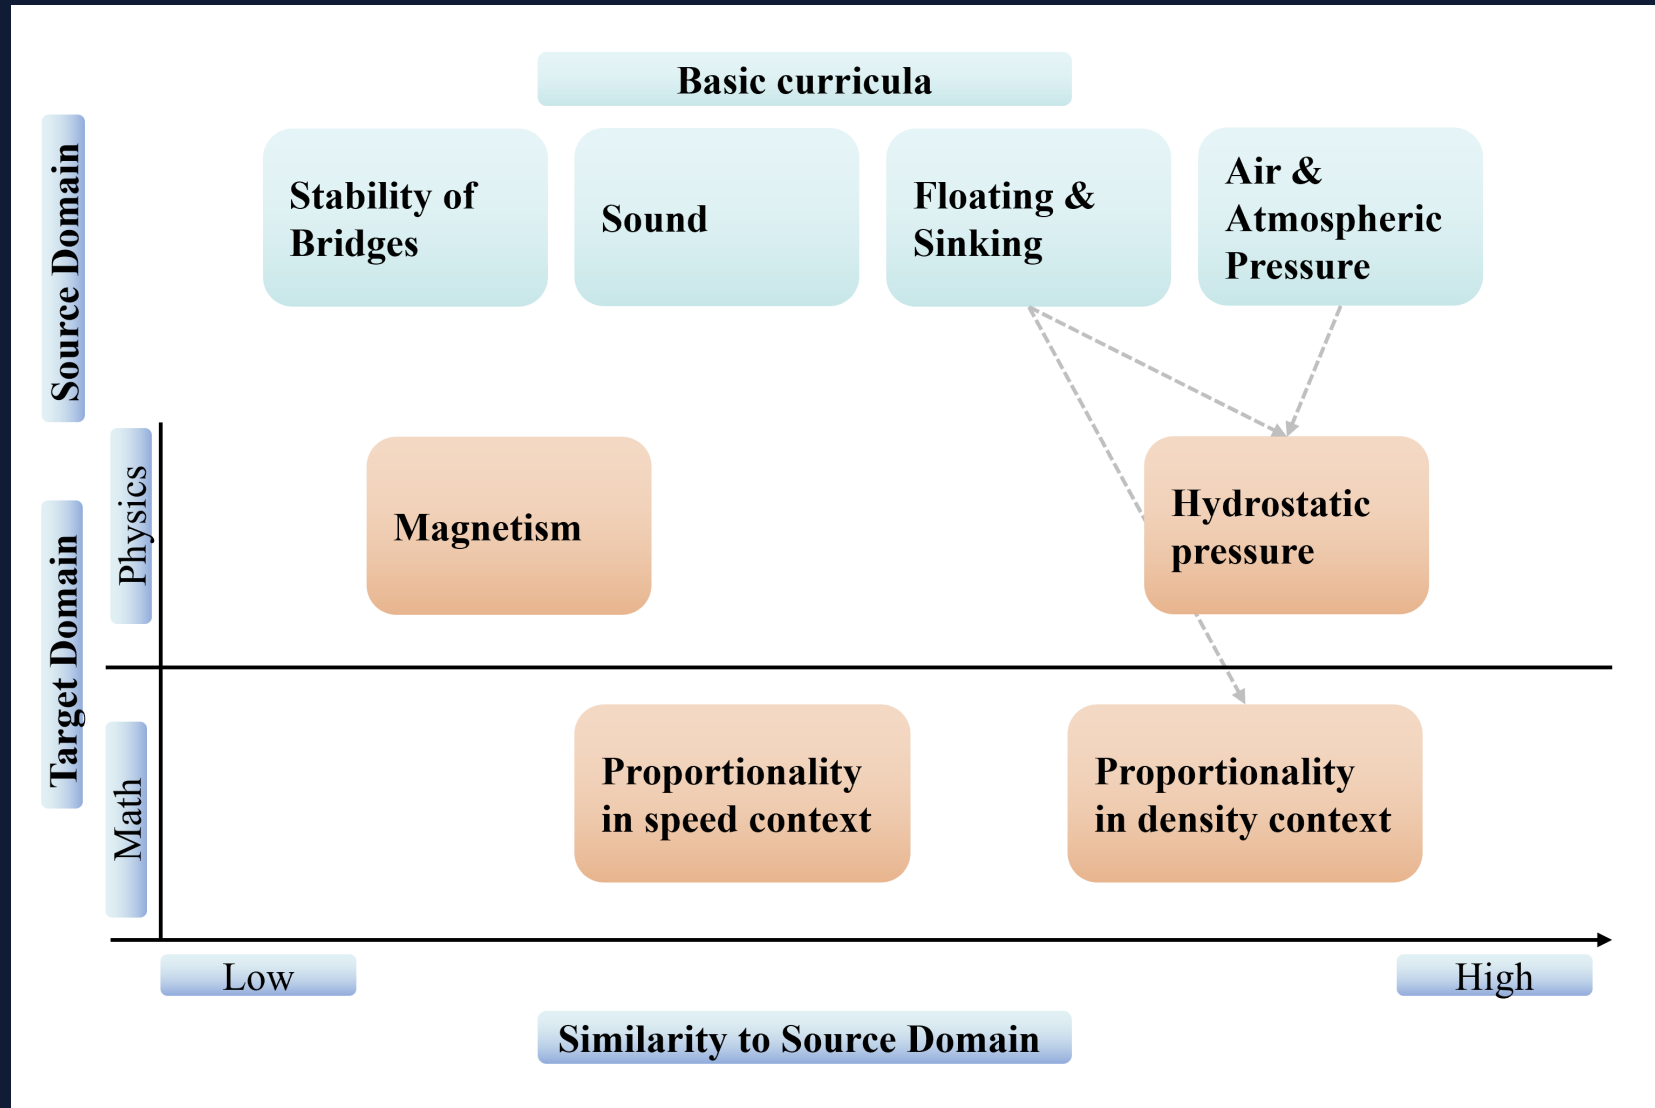 Basic curricula
Source Domain
Stability of
Bridges
Sound
Floating &
Sinking
Air &
Atmospheric
Pressure
Target Domain
Physics
Magnetism
Hydrostatic
pressure
Math
Proportionality
in speed context
Proportionality
in density context
Low
High
Similarity to Source Domain